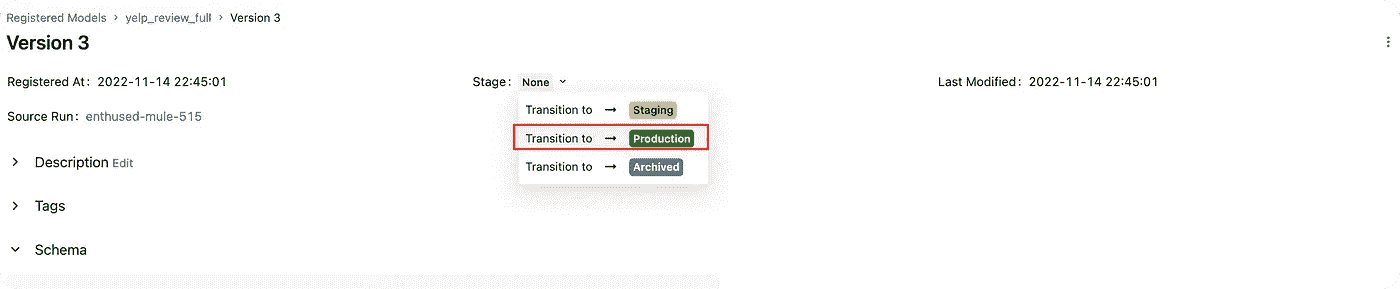 Registered Models > yelp_review_full > Version 3
Version 3
Registered At: 2022-11-14 22:45:01 Stage: None Last Modified: 2022-11-14 22:45:01
Transition to → Staging
Source Run: enthused-mule-515
Transition to → Production
Description Edit
Transition to → Archived
Tags
Schema